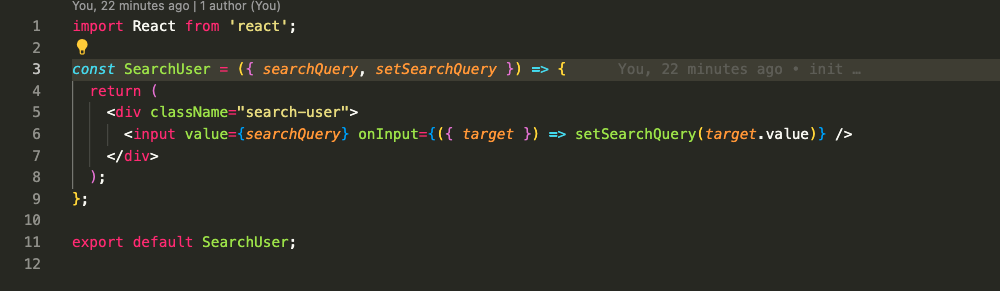 You, 22 minutes ago | 1 author (You)
1 import React from 'react';
2
3 const SearchUser = ({ searchQuery, setSearchQuery }) => { You, 22 minutes ago • init …
4 return (
5 <div className="search-user">
6 <input value={searchQuery} onInput={({ target }) => setSearchQuery(target.value)} />
7 </div>
8 );
9 };
10
11 export default SearchUser;
12